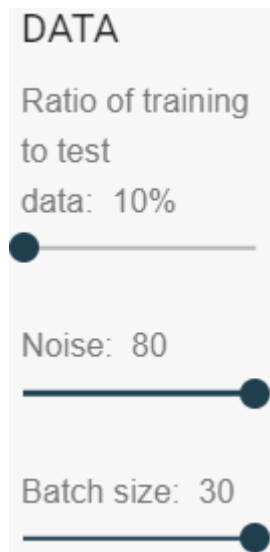 DATA
Ratio of training
to test
data: 10%
Noise: 80
Batch size: 30